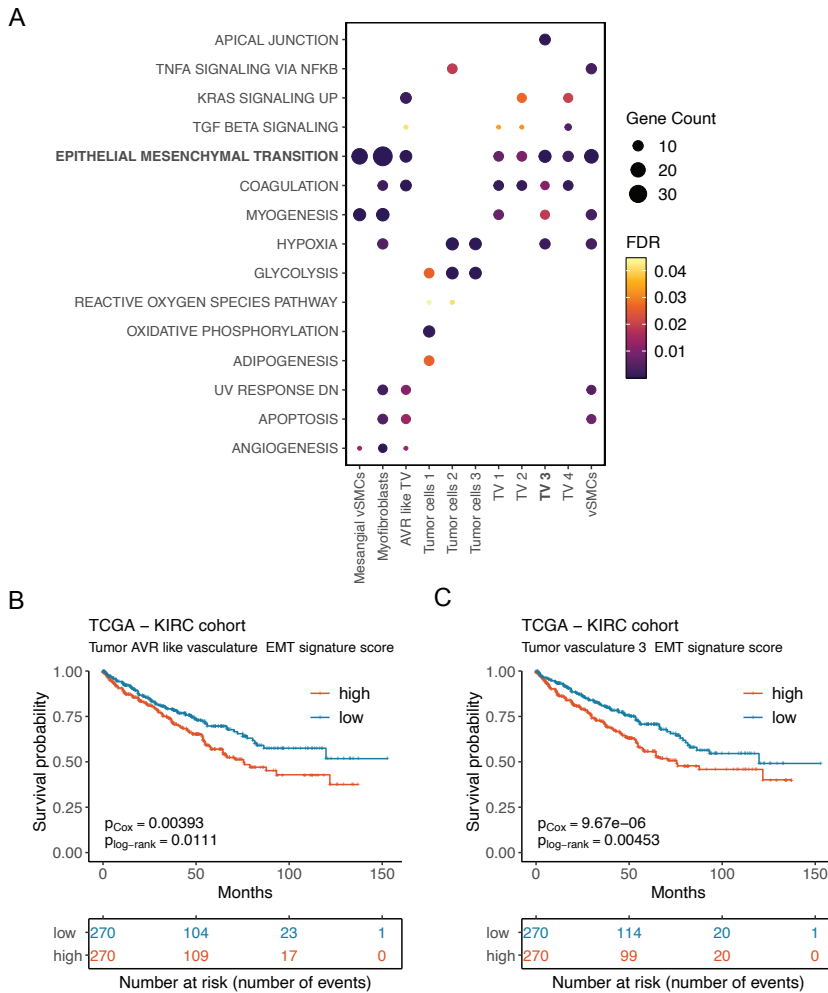 A
APICAL JUNCTION
TNFA SIGNALING VIA NFKB
KRAS SIGNALING UP
TGF BETA SIGNALING
EPITHELIAL MESENCHYMAL TRANSITION
COAGULATION
MYOGENESIS
HYPOXIA
GLYCOLYSIS
REACTIVE OXYGEN SPECIES PATHWAY
OXIDATIVE PHOSPHORYLATION
ADIPOGENESIS
UV RESPONSE DN
APOPTOSIS
ANGIOGENESIS
Mesangial vSMCs
Myofibroblasts
AVR like TV
Tumor cells 1
Tumor cells 2
Tumor cells 3
TV 1
TV 2
TV 3
TV 4
vSMCs
Gene Count
10
20
30
FDR
0.04
0.03
0.02
0.01
B
TCGA – KIRC cohort
Tumor AVR like vasculature EMT signature score
Survival probability
1.00
0.75
0.50
0.25
0.00
high
low
pCox = 0.00393
plog−rank = 0.0111
0 50 100 150
Months
low 270 104 23 1
high 270 109 17 0
Number at risk (number of events)
C
TCGA – KIRC cohort
Tumor vasculature 3 EMT signature score
Survival probability
1.00
0.75
0.50
0.25
0.00
high
low
pCox = 9.67e−06
plog−rank = 0.00453
0 50 100 150
Months
low 270 114 20 1
high 270 99 20 0
Number at risk (number of events)